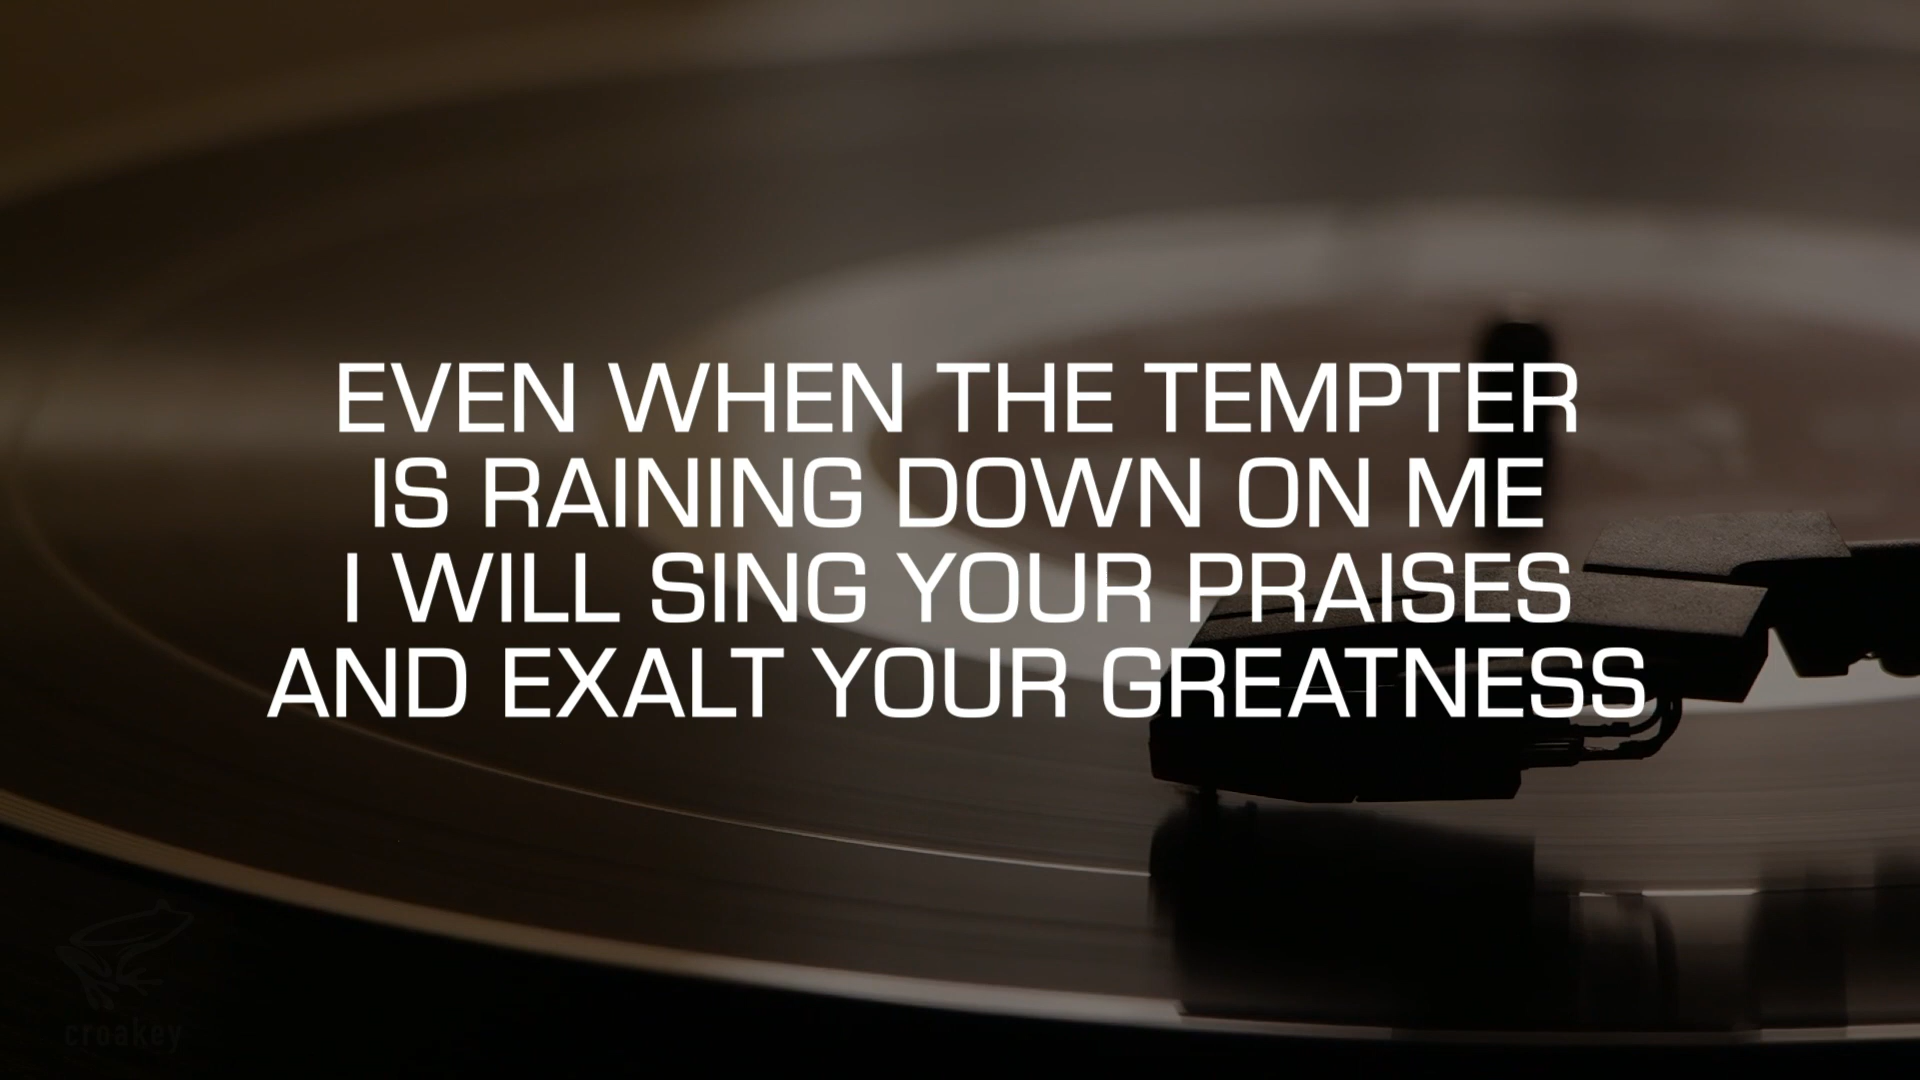 EVEN WHEN THE TEMPTER
IS RAINING DOWN ON ME
I WILL SING YOUR PRAISES
AND EXALT YOUR GREATNESS
croakey